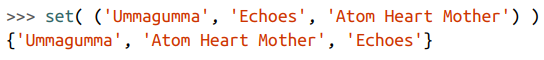 >>> set( ('Ummagumma', 'Echoes', 'Atom Heart Mother') )
{'Ummagumma', 'Atom Heart Mother', 'Echoes'}